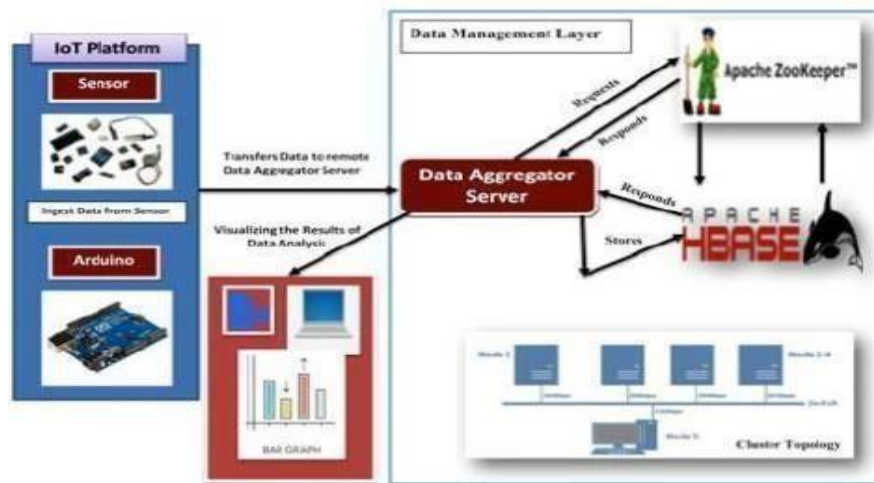 IoT Platform
Sensor
Ingest Data from Sensor
Arduino
Transfers Data to remote
Data Aggregator Server
Visualizing the Results of
Data Analysis
BAR GRAPH
Data Management Layer
Requests
Responds
Apache ZooKeeper™
Data Aggregator
Server
Responds
Stores
APACHE
HBASE
Cluster Topology